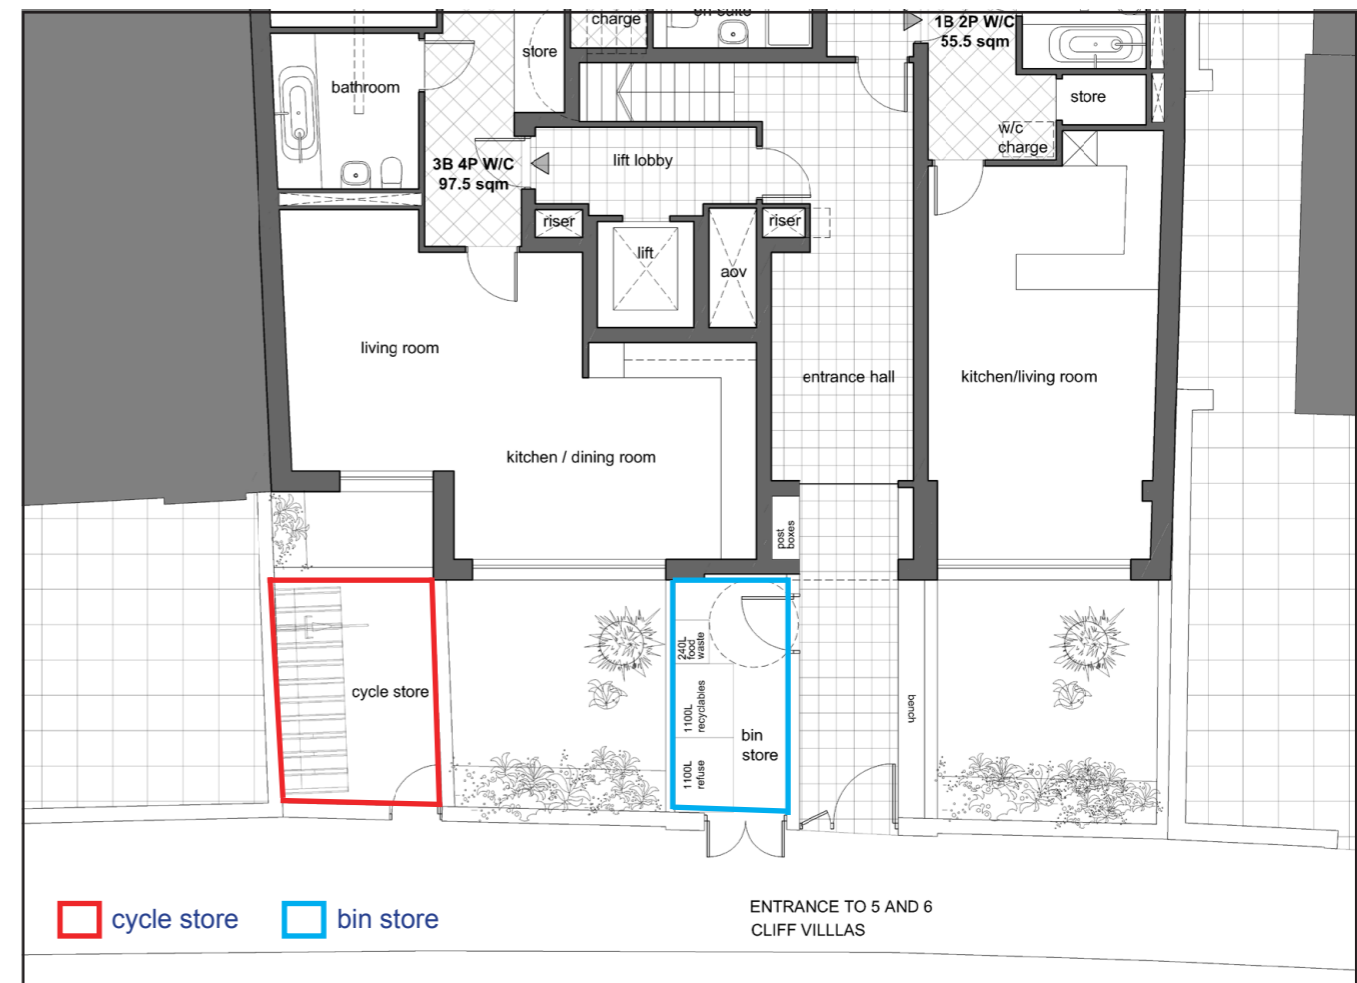 charge
en-suite
1B 2P W/C
55.5 sqm
store
bathroom
store
w/c
charge
lift lobby
3B 4P W/C
97.5 sqm
riser
riser
lift
aov
living room
entrance hall
kitchen/living room
kitchen / dining room
post
boxes
240L
food
waste
cycle store
1100L
recyclables
bench
bin
store
1100L
refuse
cycle store
bin store
ENTRANCE TO 5 AND 6
CLIFF VILLLAS